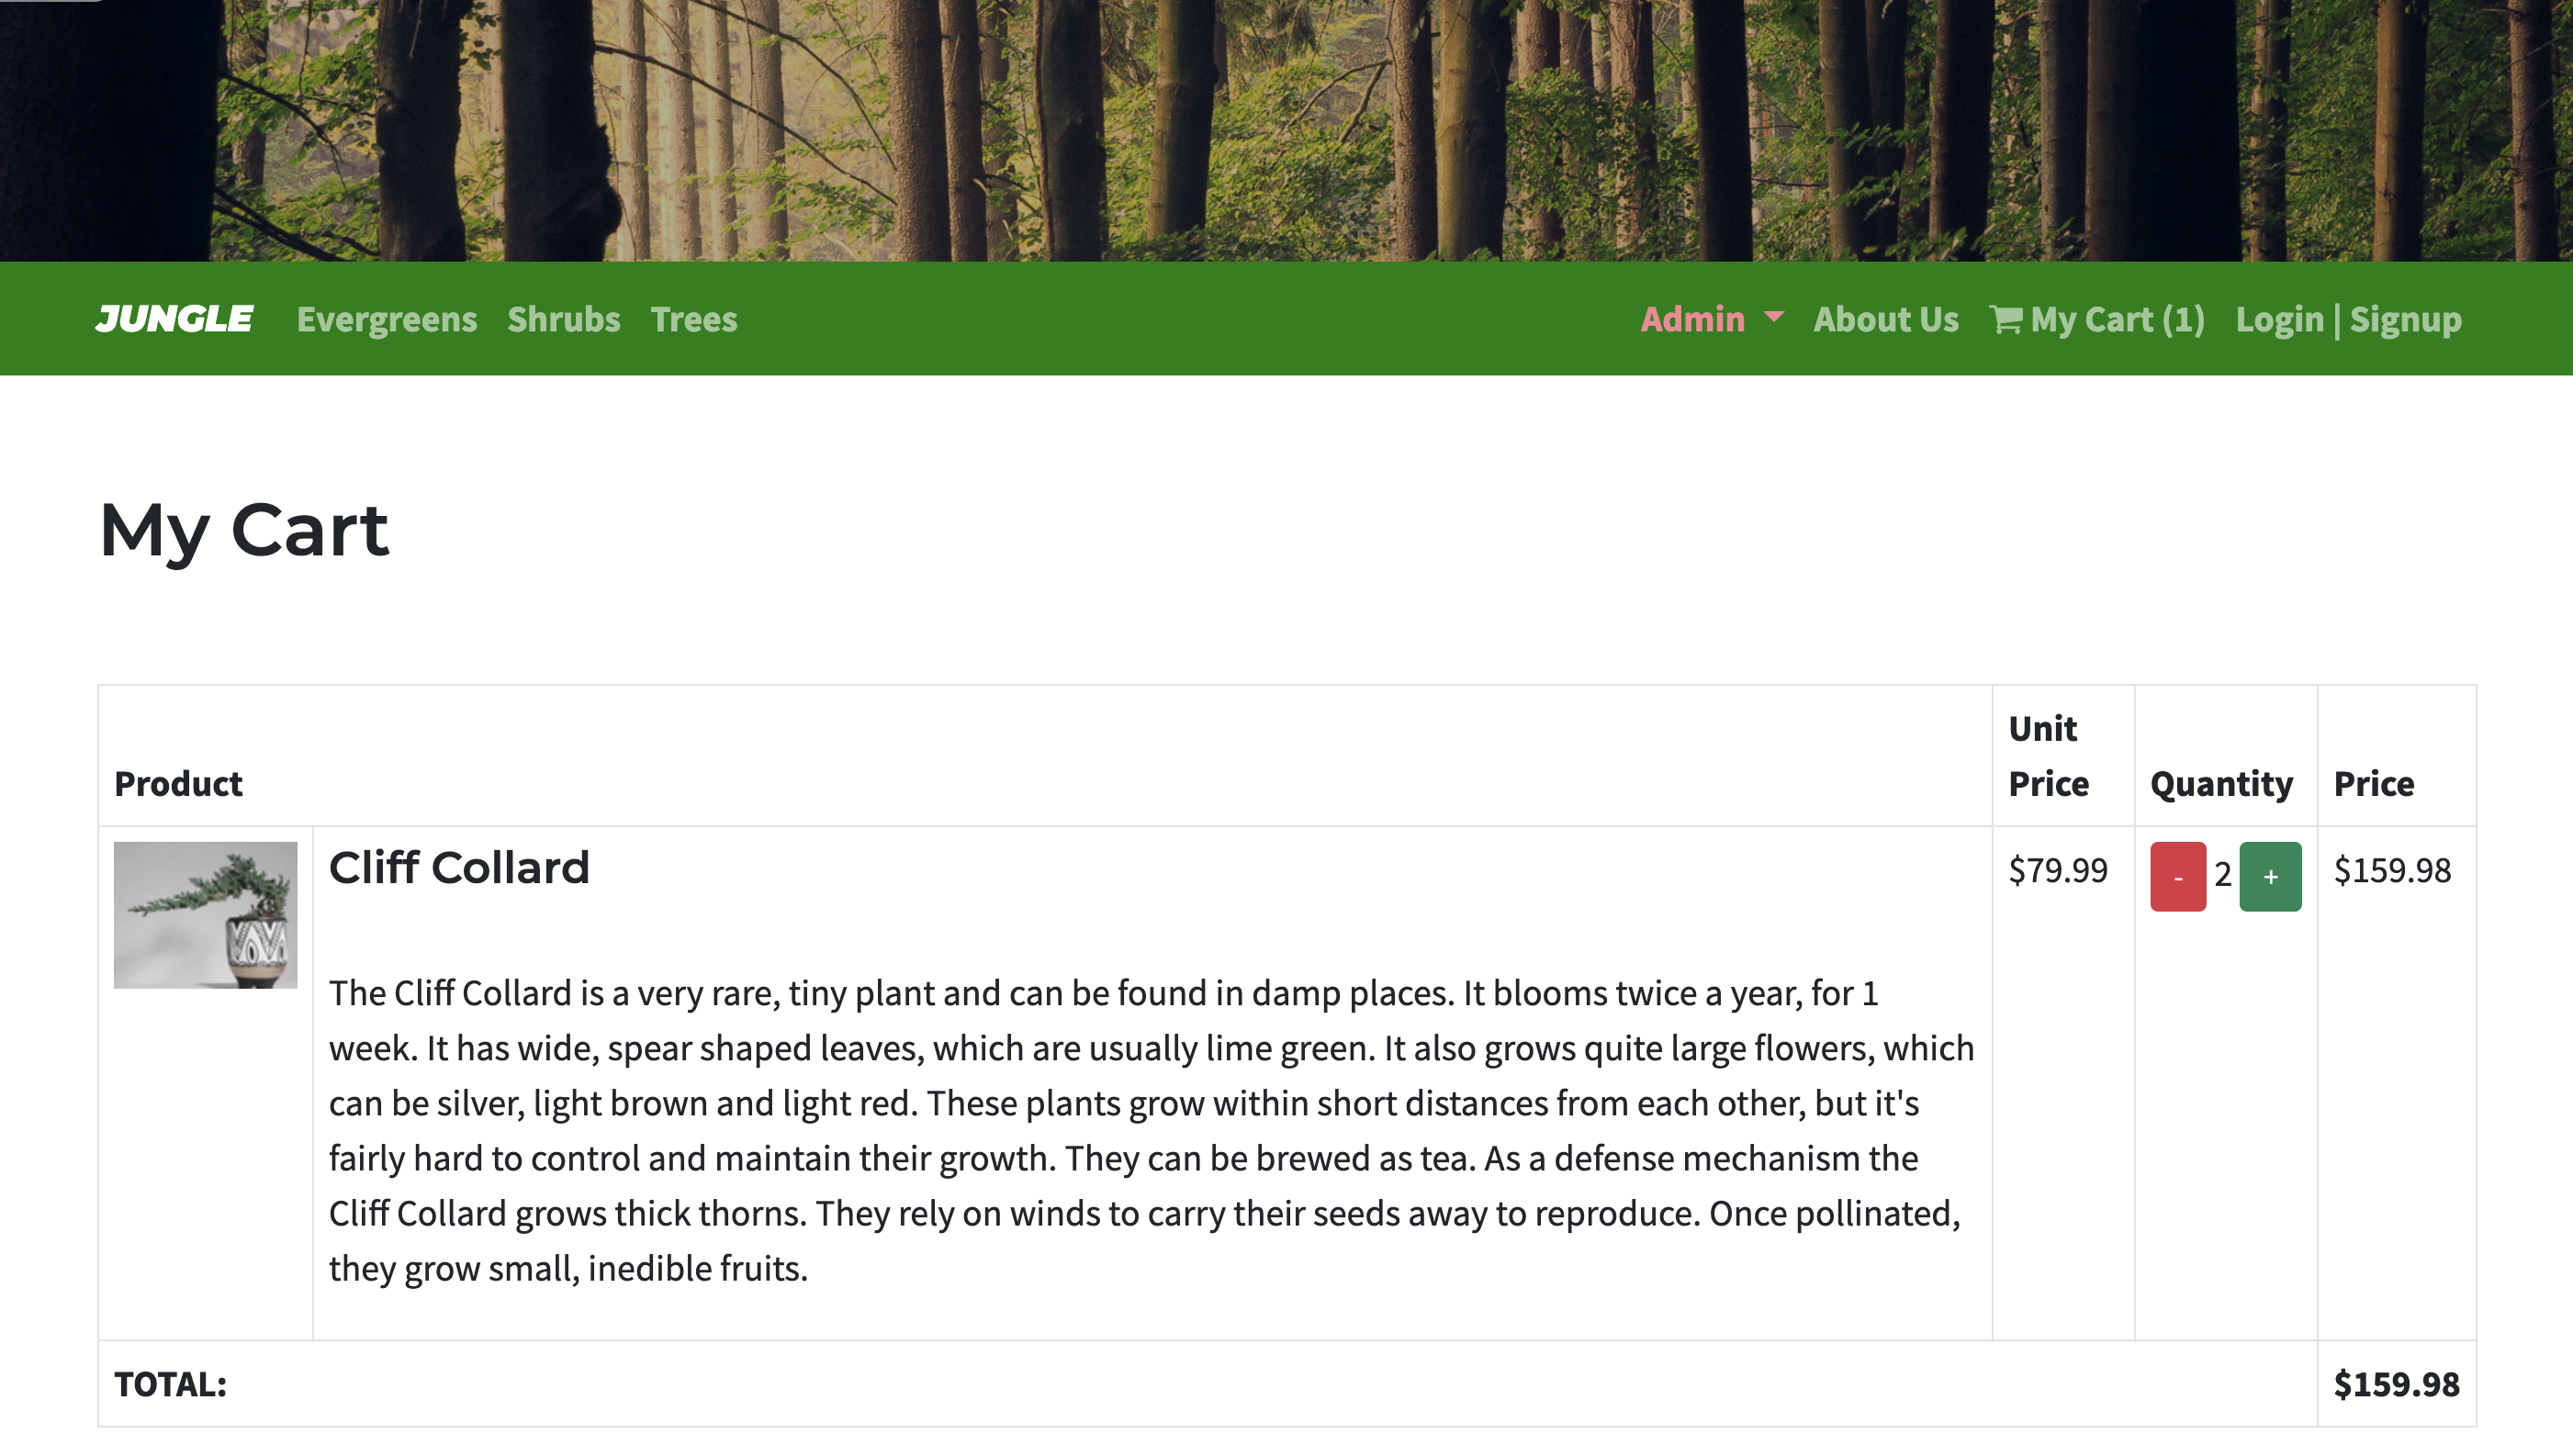 JUNGLE Evergreens Shrubs Trees Admin About Us My Cart (1) Login | Signup
My Cart
Product Unit Price Quantity Price
Cliff Collard $79.99 - 2 + $159.98
The Cliff Collard is a very rare, tiny plant and can be found in damp places. It blooms twice a year, for 1
week. It has wide, spear shaped leaves, which are usually lime green. It also grows quite large flowers, which
can be silver, light brown and light red. These plants grow within short distances from each other, but it's
fairly hard to control and maintain their growth. They can be brewed as tea. As a defense mechanism the
Cliff Collard grows thick thorns. They rely on winds to carry their seeds away to reproduce. Once pollinated,
they grow small, inedible fruits.
TOTAL: $159.98